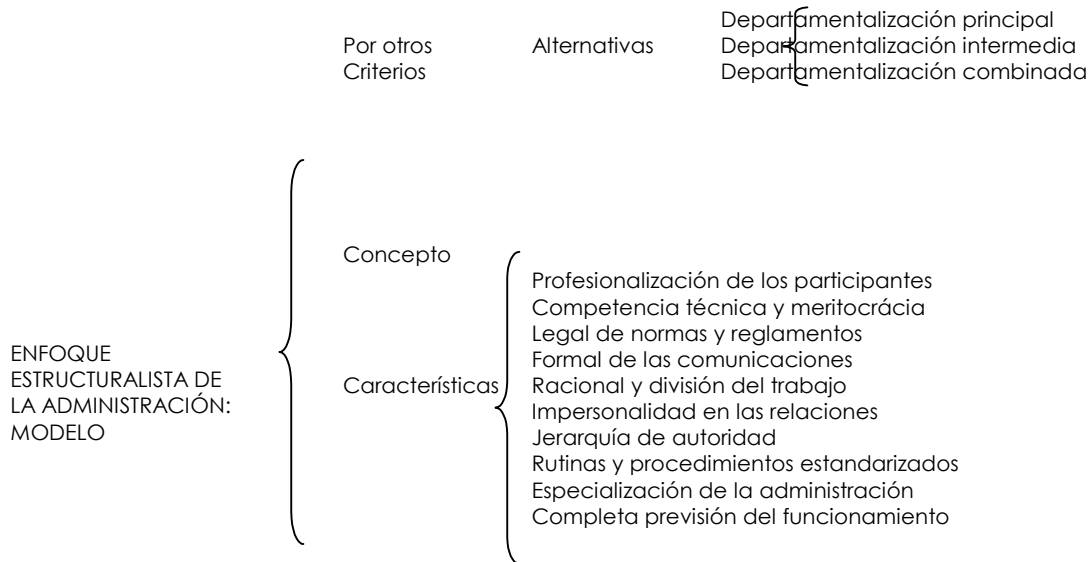 Departamentalización principal
Por otros Alternativas Departamentalización intermedia
Criterios Departamentalización combinada
Concepto
Profesionalización de los participantes
Competencia técnica y meritocrácia
Legal de normas y reglamentos
ENFOQUE Formal de las comunicaciones
ESTRUCTURALISTA DE Características Racional y división del trabajo
LA ADMINISTRACIÓN: Impersonalidad en las relaciones
MODELO Jerarquía de autoridad
Rutinas y procedimientos estandarizados
Especialización de la administración
Completa previsión del funcionamiento